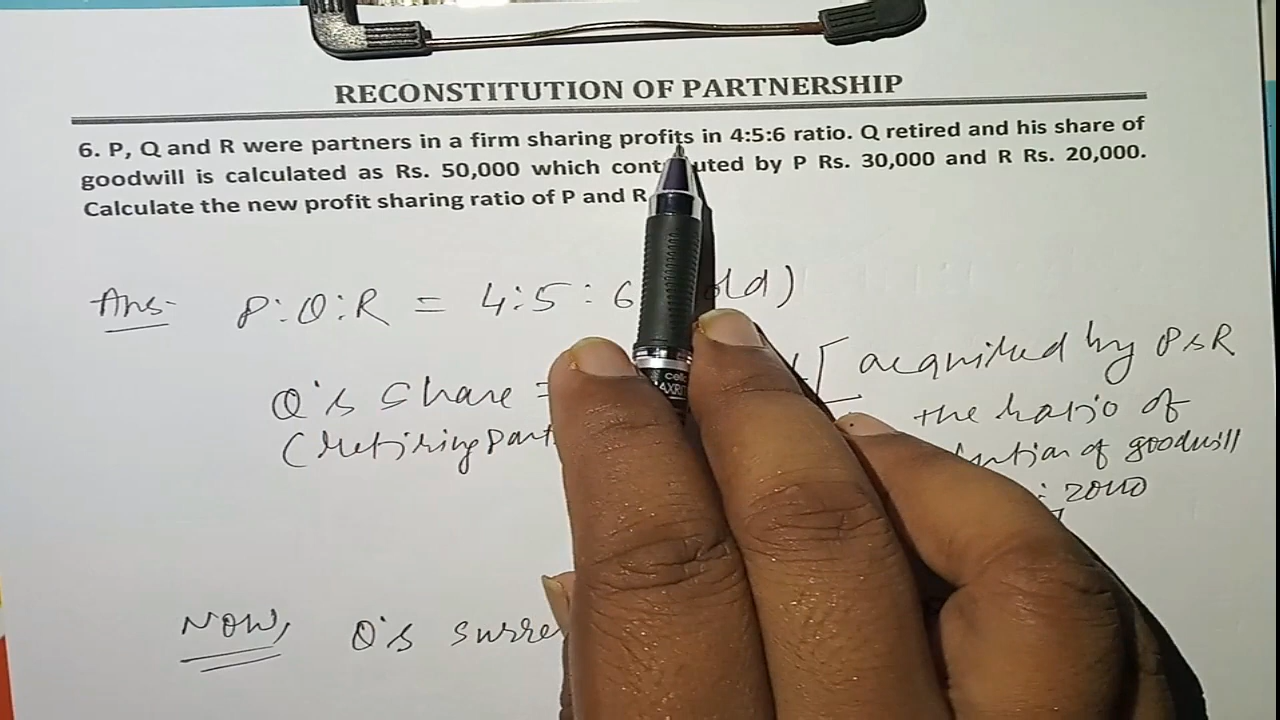 RECONSTITUTION OF PARTNERSHIP
6. P, Q and R were partners in a firm sharing profits in 4:5:6 ratio. Q retired and his share of
goodwill is calculated as Rs. 50,000 which cont uted by P Rs. 30,000 and R Rs. 20,000.
Calculate the new profit sharing ratio of P and R
Ans- P:Q:R = 4:5:6 old)
Q's share = [ acquired by P & R
(retiring part the ratio of
of goodwill
Now, Q's surre
cell